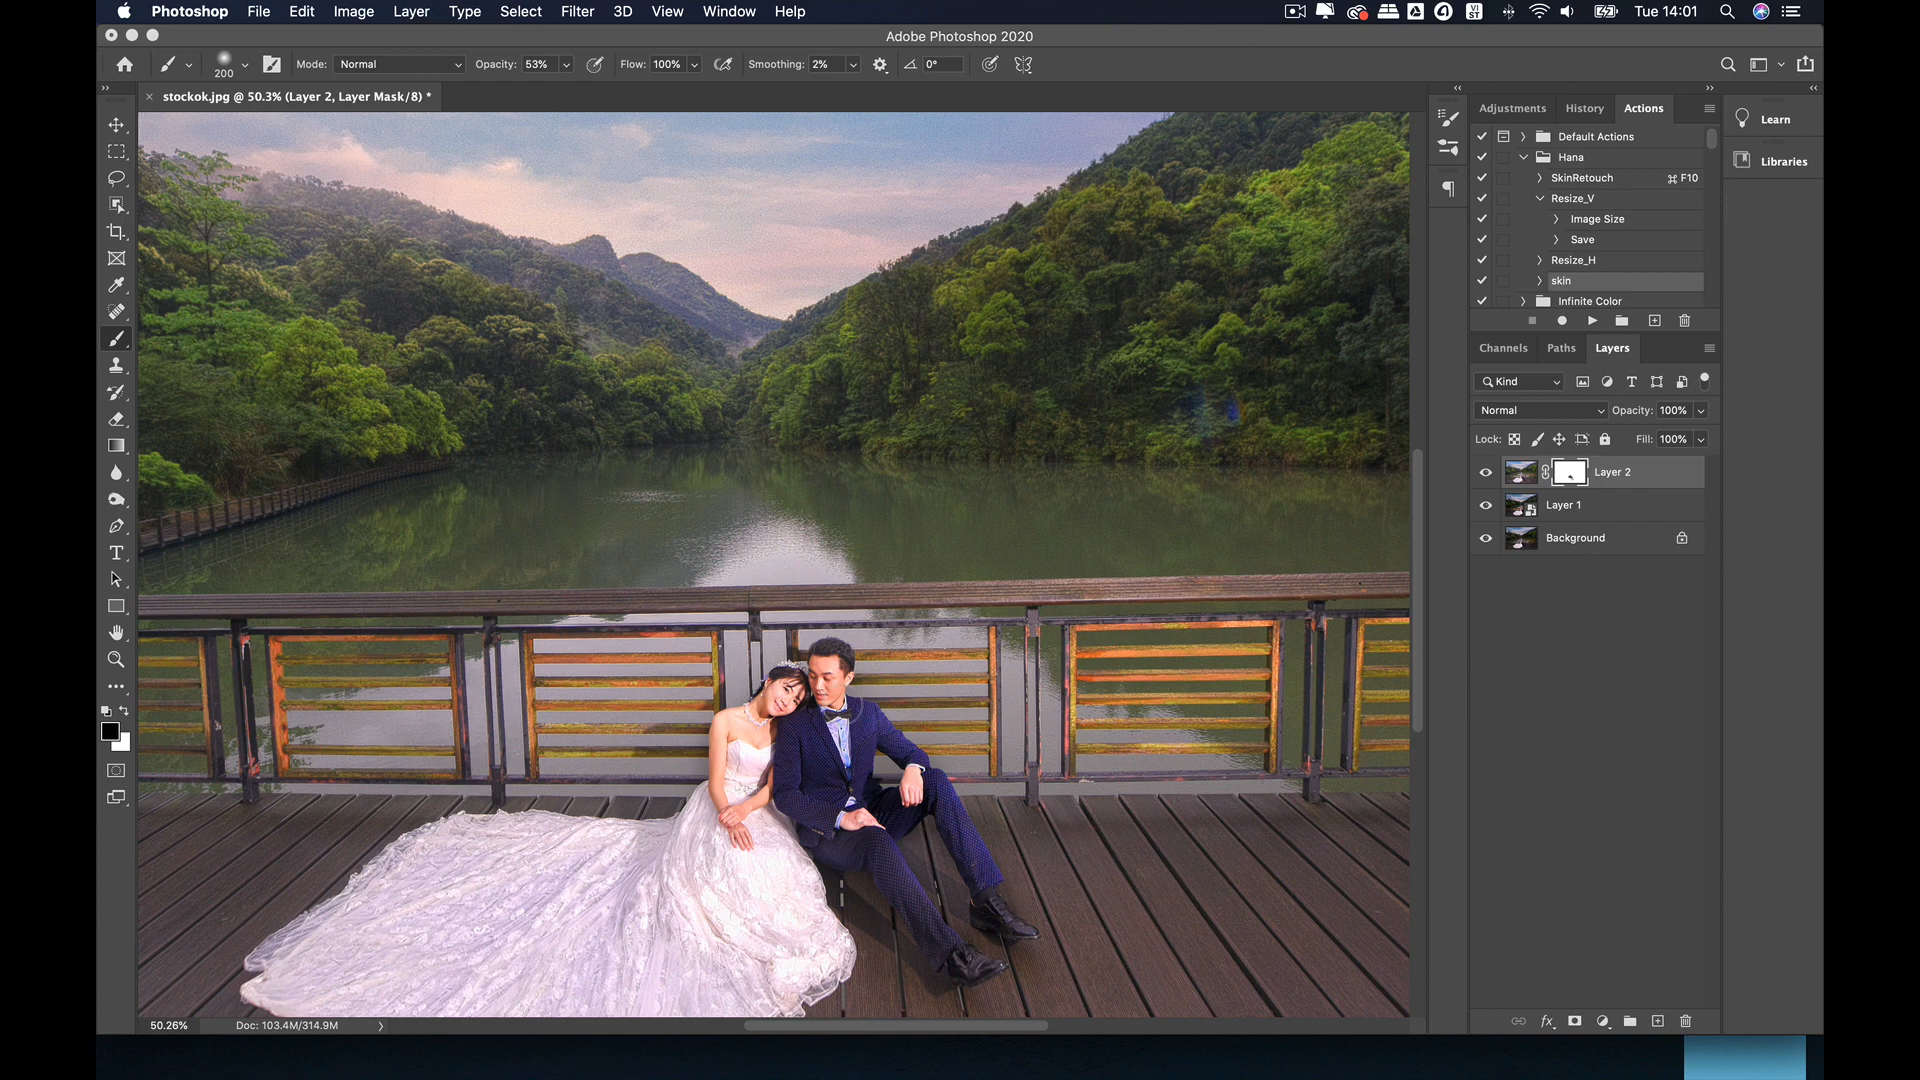 Photoshop File Edit Image Layer Type Select Filter 3D View Window Help
VI ST
Tue 14:01
Adobe Photoshop 2020
200
Mode: Normal
Opacity: 53%
Flow: 100%
Smoothing: 2%
0°
× stockok.jpg @ 50.3% (Layer 2, Layer Mask/8) *
Adjustments History Actions
Default Actions
Hana
SkinRetouch ⌘ F10
Resize_V
Image Size
Save
Resize_H
skin
Infinite Color
Learn
Libraries
Channels Paths Layers
Kind
Normal Opacity: 100%
Lock: Fill: 100%
Layer 2
Layer 1
Background
fx
50.26% Doc: 103.4M/314.9M